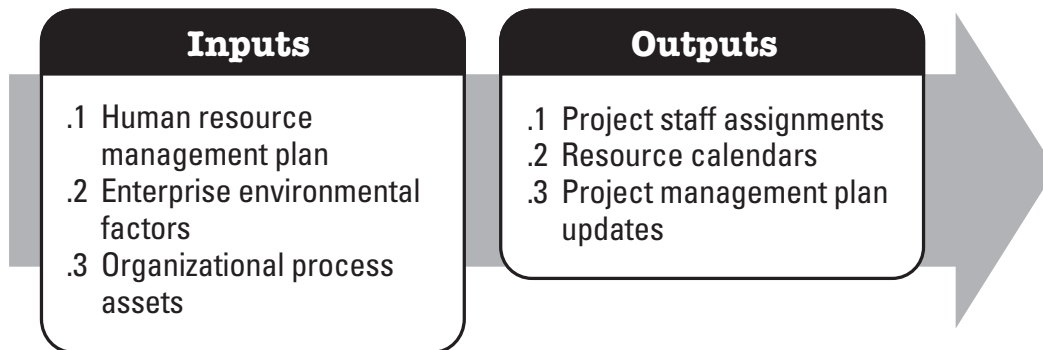 Inputs
.1 Human resource
management plan
.2 Enterprise environmental
factors
.3 Organizational process
assets
Outputs
.1 Project staff assignments
.2 Resource calendars
.3 Project management plan
updates